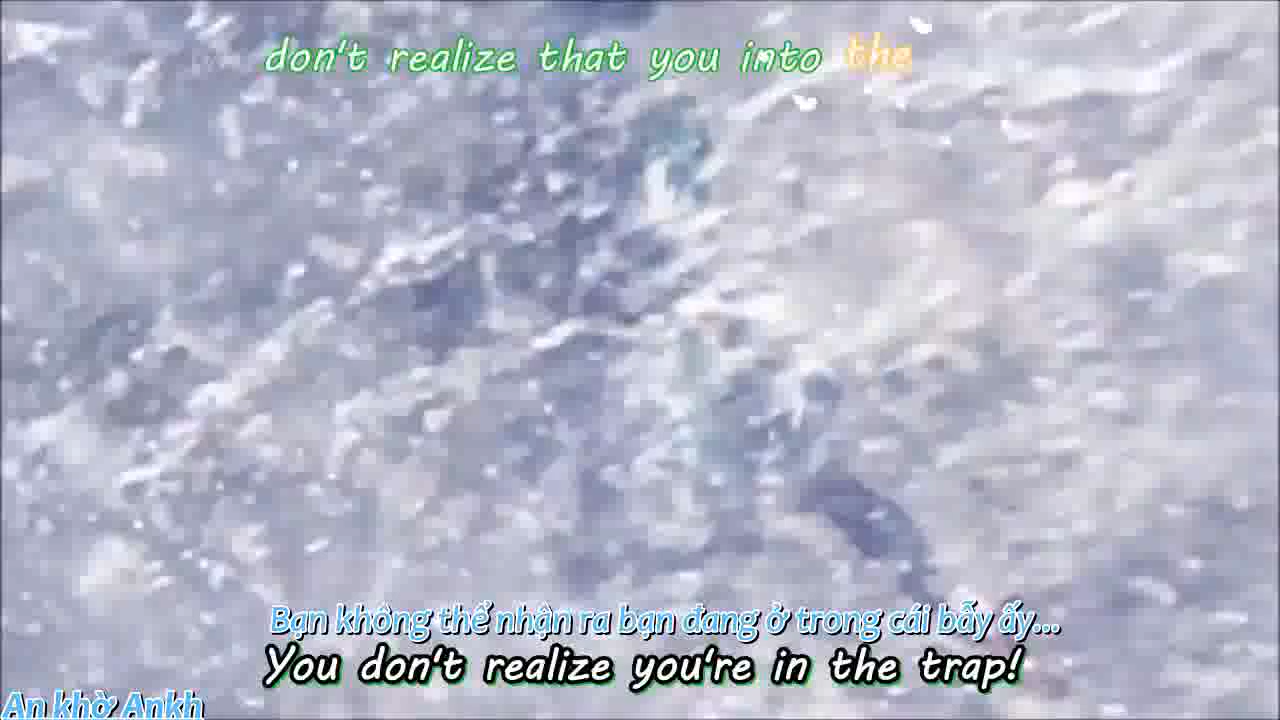 don't realize that you into the
Bạn không thể nhận ra bạn đang ở trong cái bẫy ấy...
You don't realize you're in the trap!
An khờ Ankh